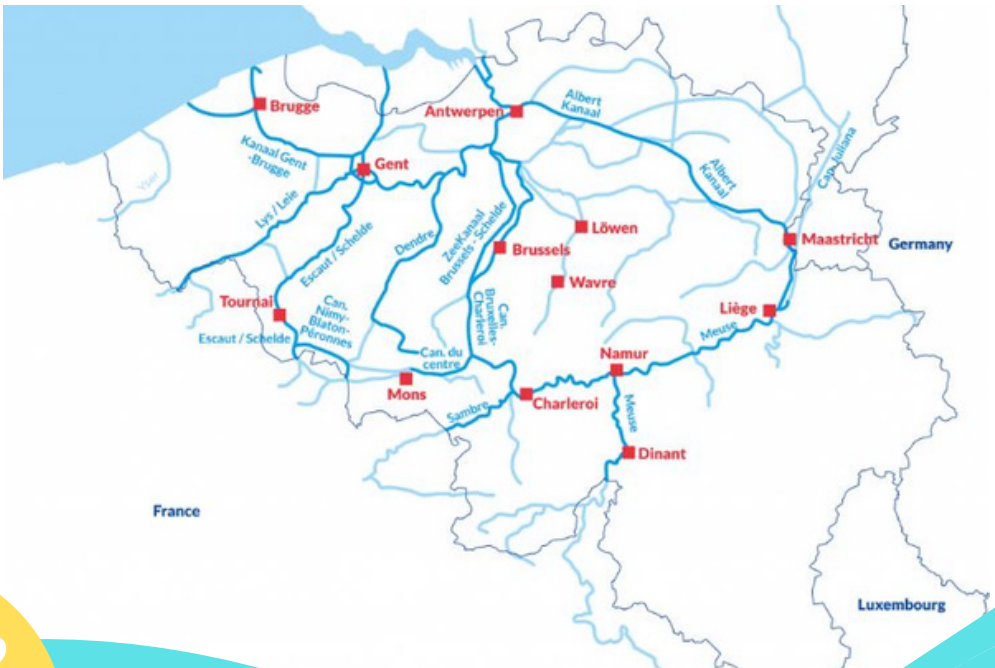 Brugge
Antwerpen
Albert
Kanaal
Kanaal Gent
-Brugge
Gent
Albert
Kanaal
Cap. Juliana
Yser
Lys / Leie
Escaut / Schelde
Dendre
ZeeKanaal
Brussels - Schelde
Löwen
Brussels
Maastricht
Germany
Wavre
Tournai
Can.
Nimy-
Blaton-
Péronnes
Can.
Bruxelles-
Charleroi
Liège
Escaut / Schelde
Meuse
Can. du
centre
Namur
Mons
Sambre
Charleroi
Meuse
Dinant
France
Luxembourg